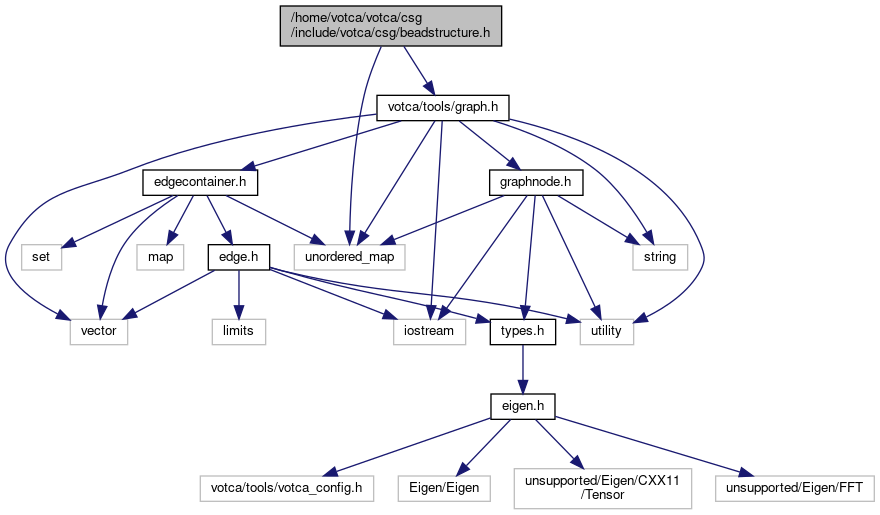 /home/votca/votca/csg
/include/votca/csg/beadstructure.h
votca/tools/graph.h
edgecontainer.h
graphnode.h
set
map
edge.h
unordered_map
string
vector
limits
iostream
types.h
utility
eigen.h
votca/tools/votca_config.h
Eigen/Eigen
unsupported/Eigen/CXX11
/Tensor
unsupported/Eigen/FFT